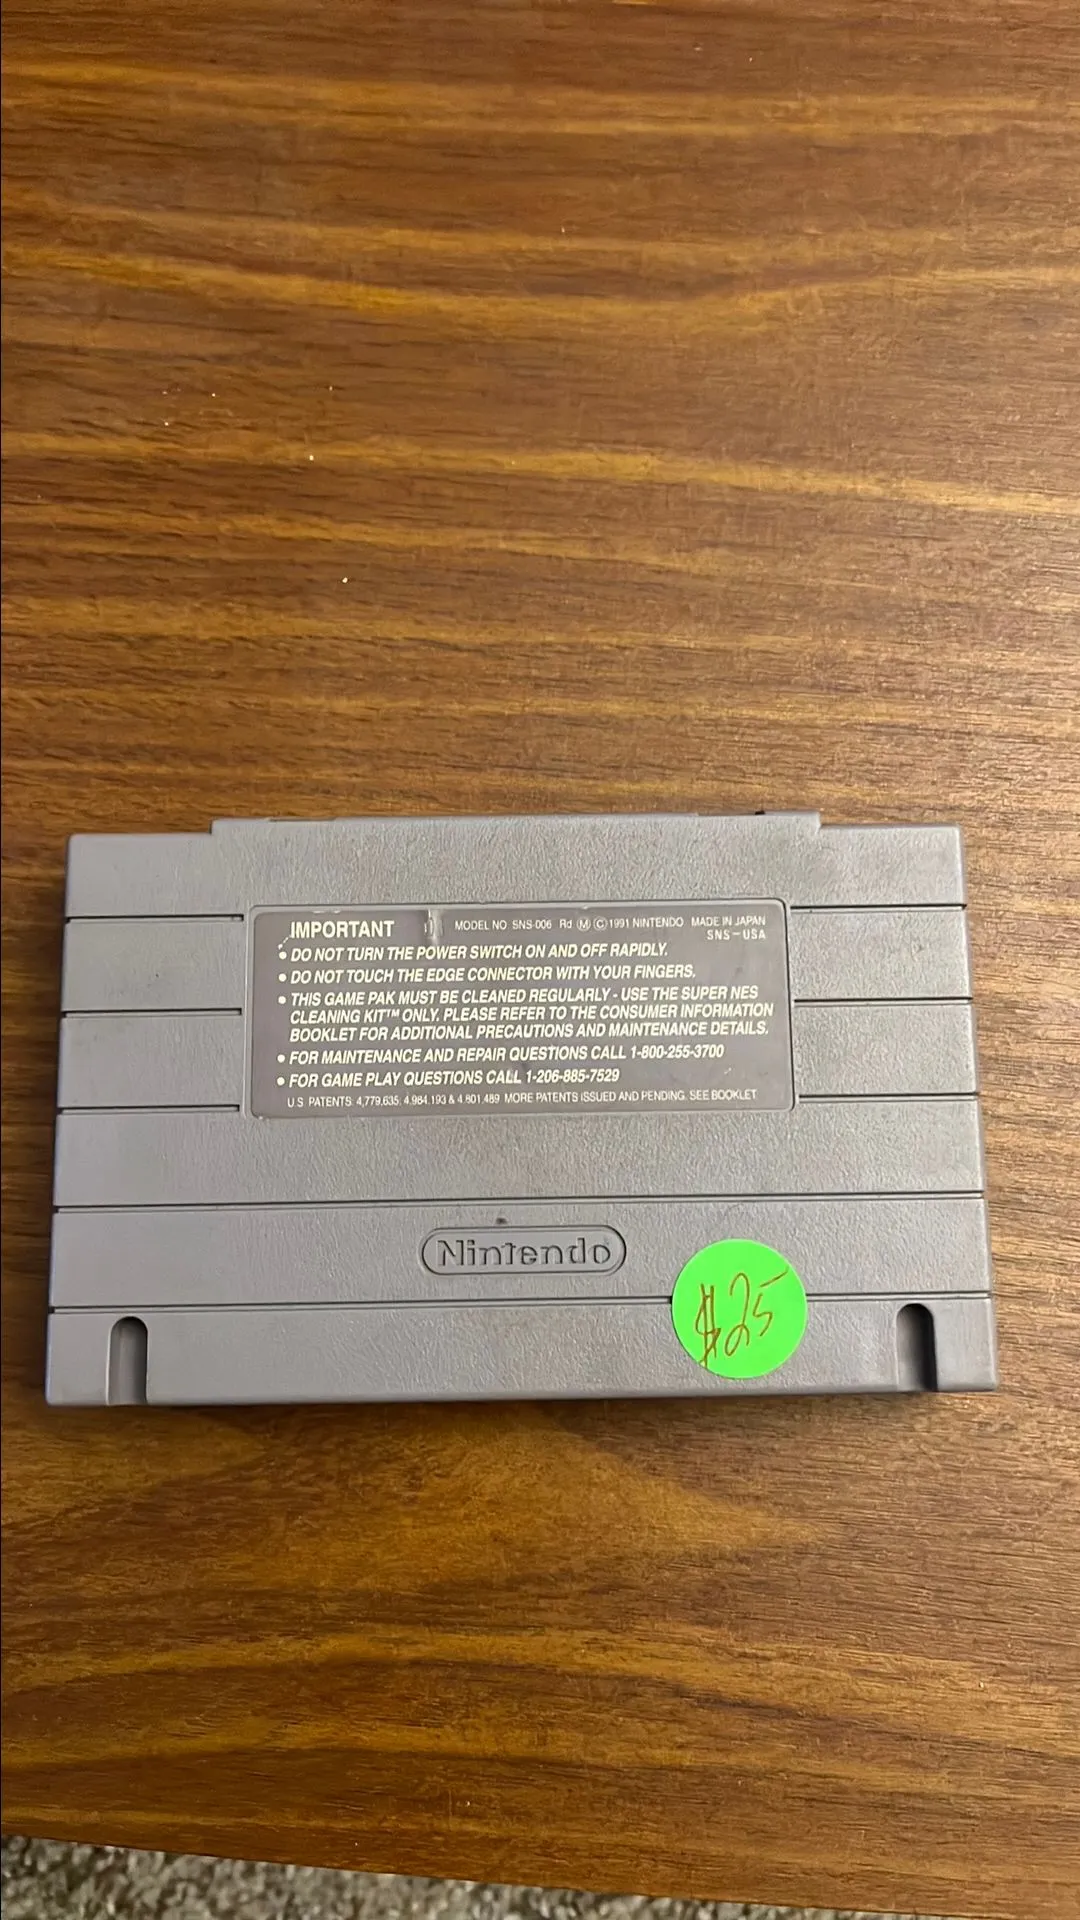 IMPORTANT MODEL NO SNS-006 Rd Ⓜ ©1991 NINTENDO MADE IN JAPAN
SNS-USA
• DO NOT TURN THE POWER SWITCH ON AND OFF RAPIDLY.
• DO NOT TOUCH THE EDGE CONNECTOR WITH YOUR FINGERS.
• THIS GAME PAK MUST BE CLEANED REGULARLY - USE THE SUPER NES
CLEANING KIT™ ONLY. PLEASE REFER TO THE CONSUMER INFORMATION
BOOKLET FOR ADDITIONAL PRECAUTIONS AND MAINTENANCE DETAILS.
• FOR MAINTENANCE AND REPAIR QUESTIONS CALL 1-800-255-3700
• FOR GAME PLAY QUESTIONS CALL 1-206-885-7529
U.S. PATENTS: 4,779,635; 4,984,193 & 4,801,489 MORE PATENTS ISSUED AND PENDING. SEE BOOKLET
Nintendo
$25